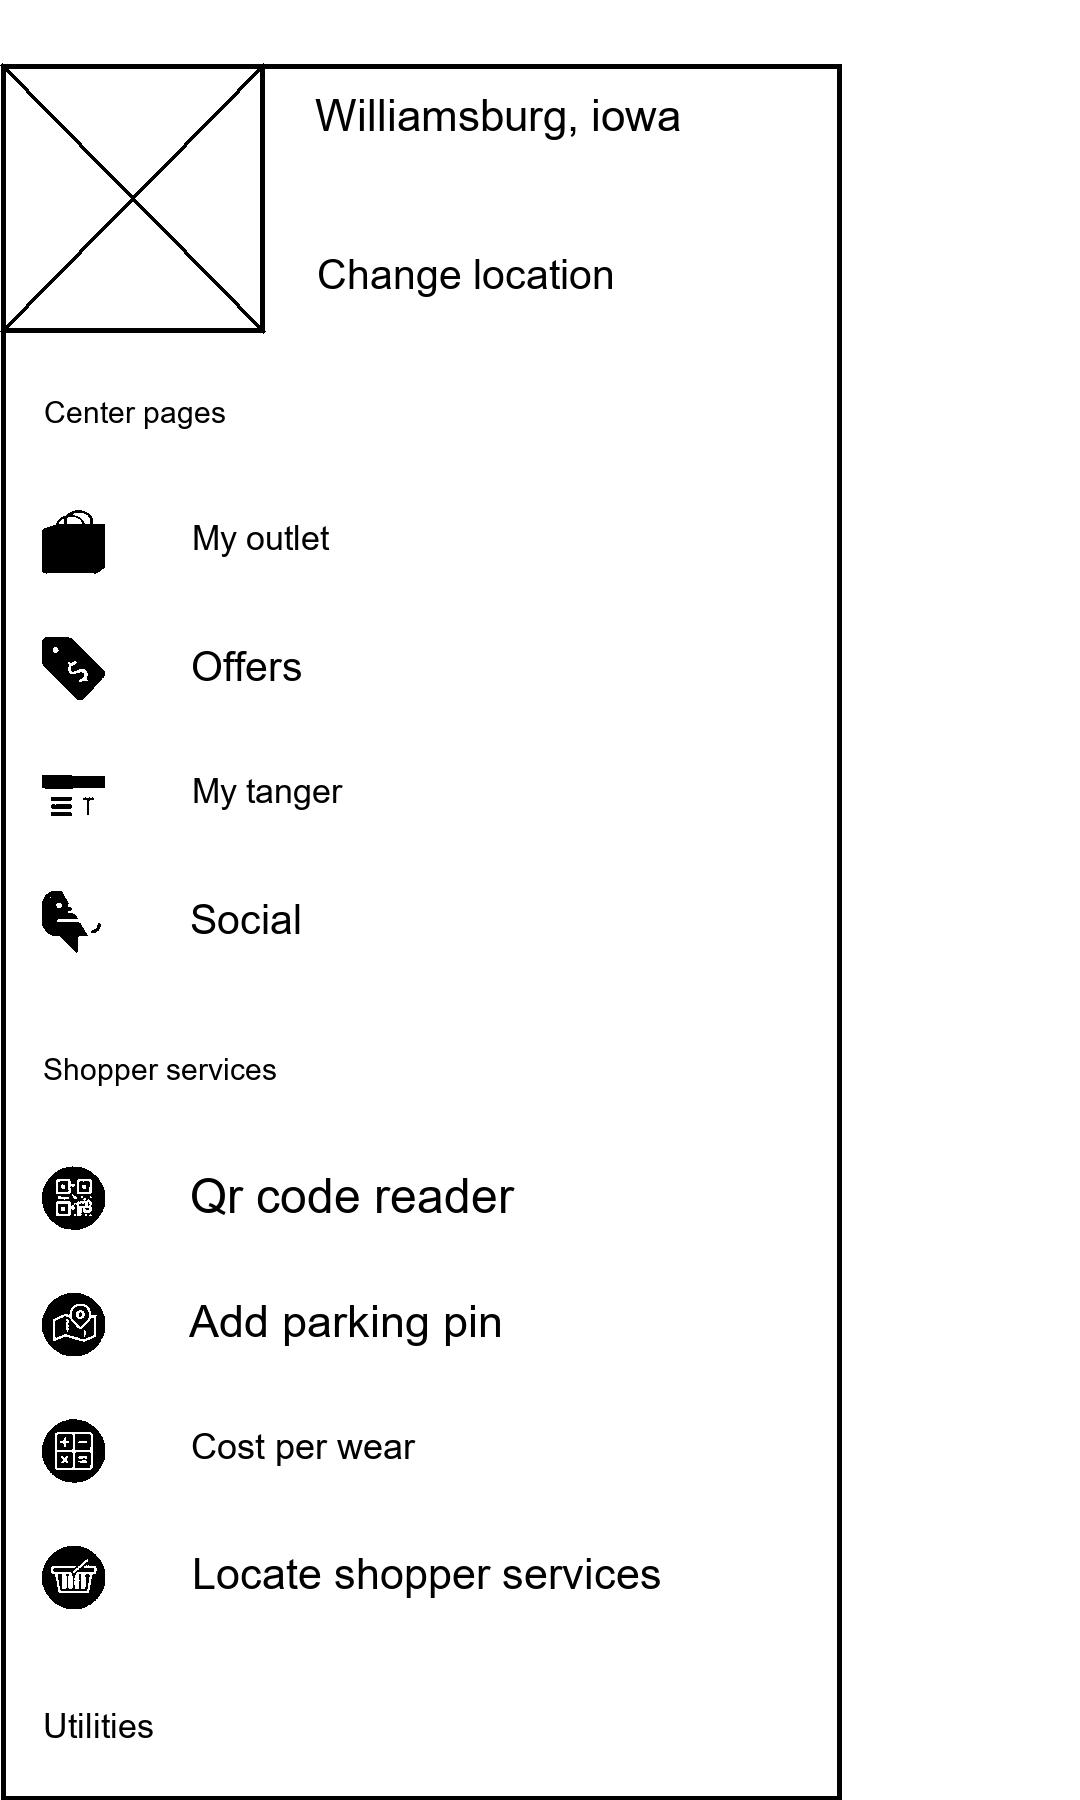 Williamsburg, iowa
Change location
Center pages
My outlet
Offers
My tanger
T
Social
Shopper services
Qr code reader
Add parking pin
Cost per wear
Locate shopper services
Utilities